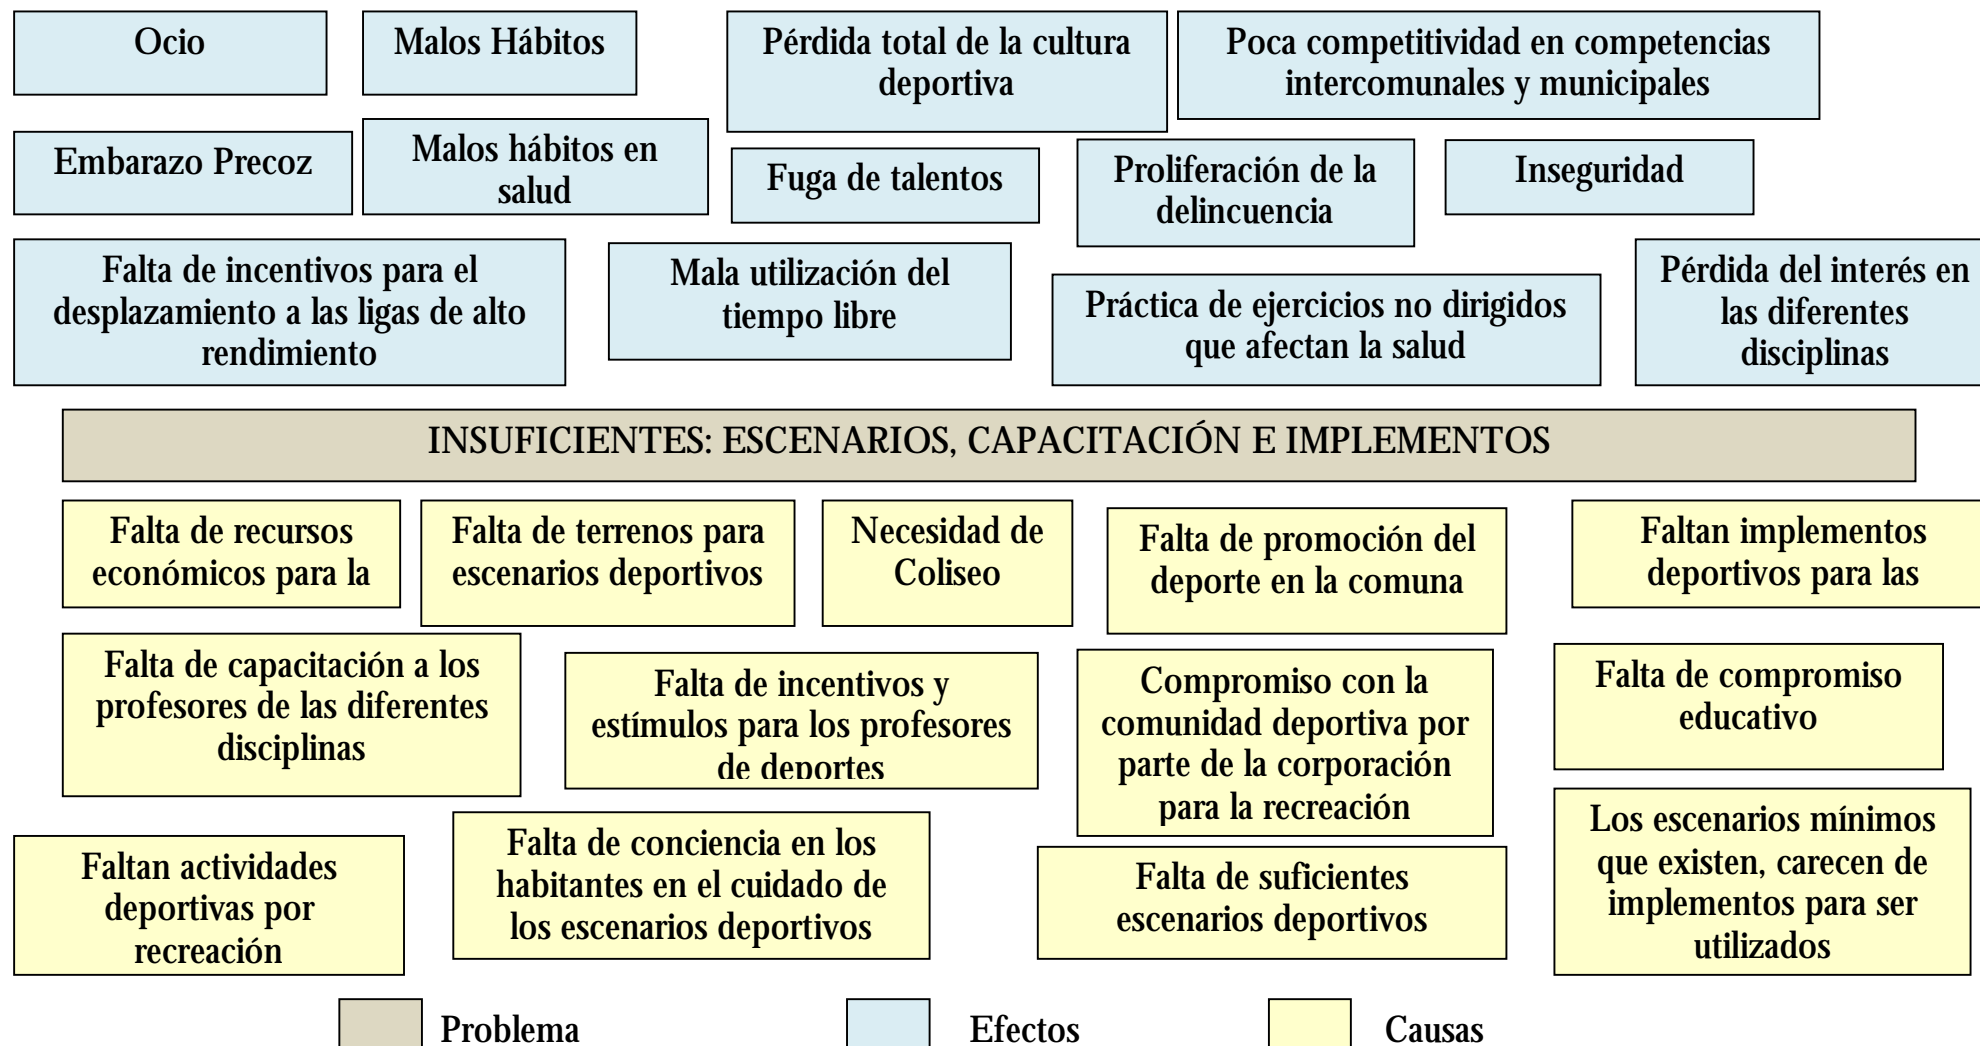 Ocio
Malos Hábitos
Pérdida total de la cultura
deportiva
Poca competitividad en competencias
intercomunales y municipales
Embarazo Precoz
Malos hábitos en
salud
Fuga de talentos
Proliferación de la
delincuencia
Inseguridad
Falta de incentivos para el
desplazamiento a las ligas de alto
rendimiento
Mala utilización del
tiempo libre
Práctica de ejercicios no dirigidos
que afectan la salud
Pérdida del interés en
las diferentes
disciplinas
INSUFICIENTES: ESCENARIOS, CAPACITACIÓN E IMPLEMENTOS
Falta de recursos
económicos para la
Falta de terrenos para
escenarios deportivos
Necesidad de
Coliseo
Falta de promoción del
deporte en la comuna
Faltan implementos
deportivos para las
Falta de capacitación a los
profesores de las diferentes
disciplinas
Falta de incentivos y
estímulos para los profesores
de deportes
Compromiso con la
comunidad deportiva por
parte de la corporación
para la recreación
Falta de compromiso
educativo
Faltan actividades
deportivas por
recreación
Falta de conciencia en los
habitantes en el cuidado de
los escenarios deportivos
Falta de suficientes
escenarios deportivos
Los escenarios mínimos
que existen, carecen de
implementos para ser
utilizados
Problema
Efectos
Causas